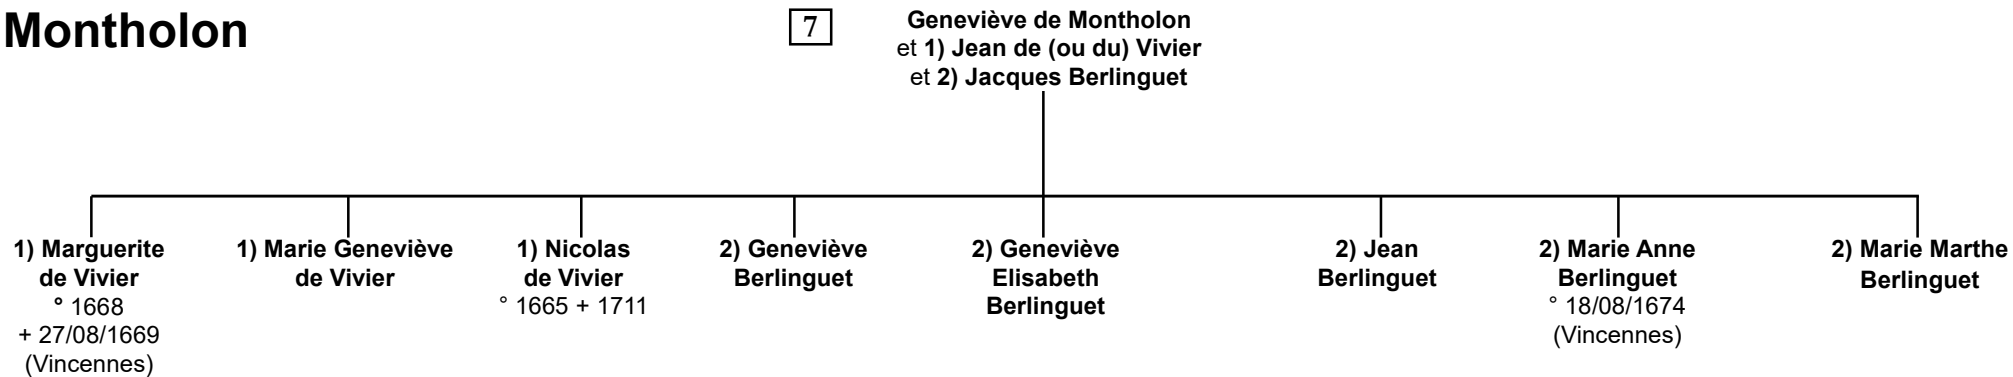 Montholon
7
Geneviève de Montholon
et 1) Jean de (ou du) Vivier
et 2) Jacques Berlinguet
1) Marguerite
de Vivier
° 1668
+ 27/08/1669
(Vincennes)
1) Marie Geneviève
de Vivier
1) Nicolas
de Vivier
° 1665 + 1711
2) Geneviève
Berlinguet
2) Geneviève
Elisabeth
Berlinguet
2) Jean
Berlinguet
2) Marie Anne
Berlinguet
° 18/08/1674
(Vincennes)
2) Marie Marthe
Berlinguet